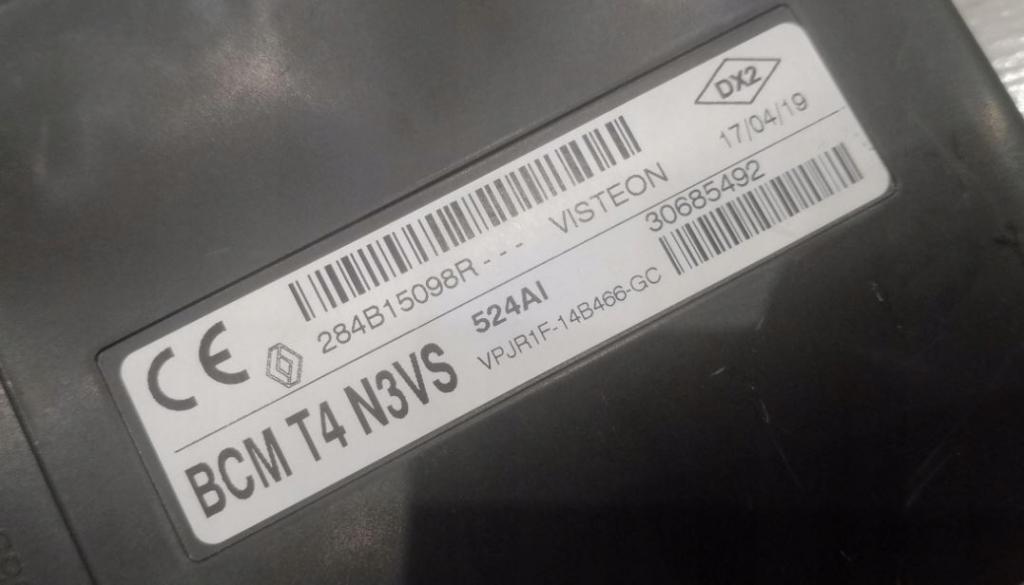 DX2
284B15098R--- VISTEON 17/04/19
CE
BCM T4 N3VS 524AI 30685492
VPJR1F-14B466-GC